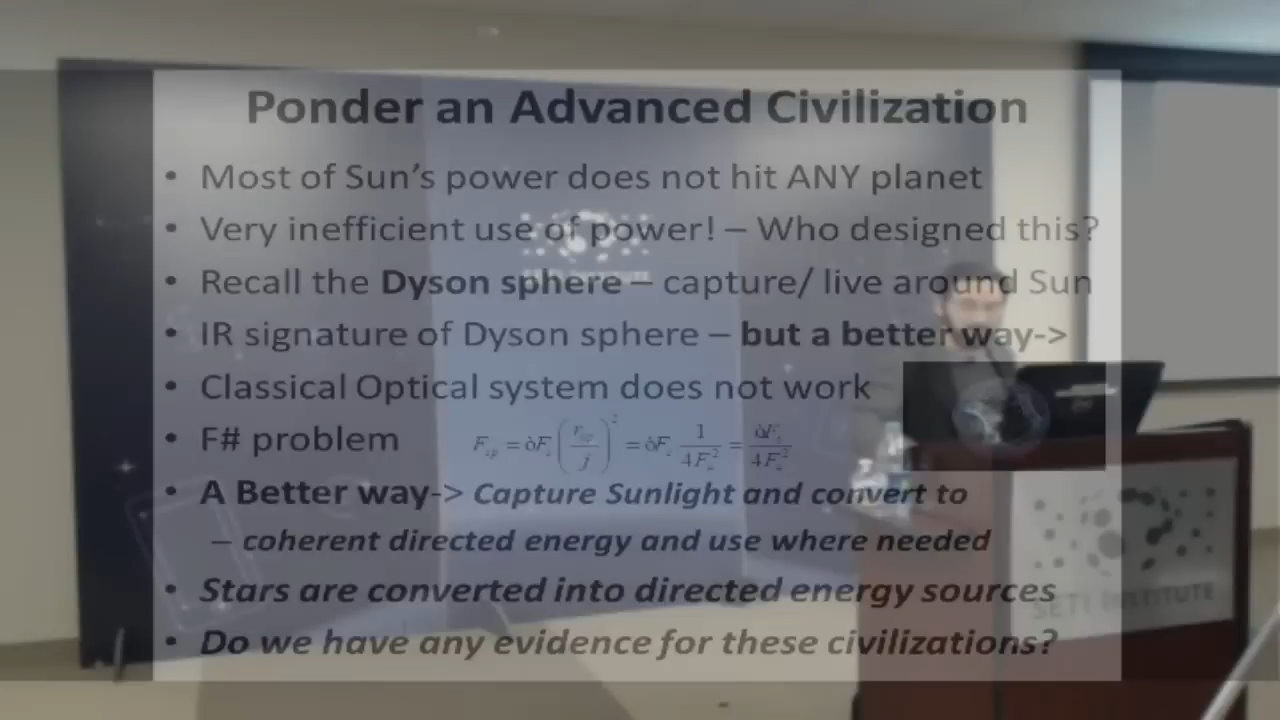 Ponder an Advanced Civilization
• Most of Sun's power does not hit ANY planet
• Very inefficient use of power! – Who designed this?
• Recall the Dyson sphere – capture/ live around Sun
• IR signature of Dyson sphere – but a better way->
• Classical Optical system does not work
• F# problem
• A Better way-> Capture Sunlight and convert to
– coherent directed energy and use where needed
• Stars are converted into directed energy sources
• Do we have any evidence for these civilizations?
SETI INSTITUTE
SETI INSTITUTE